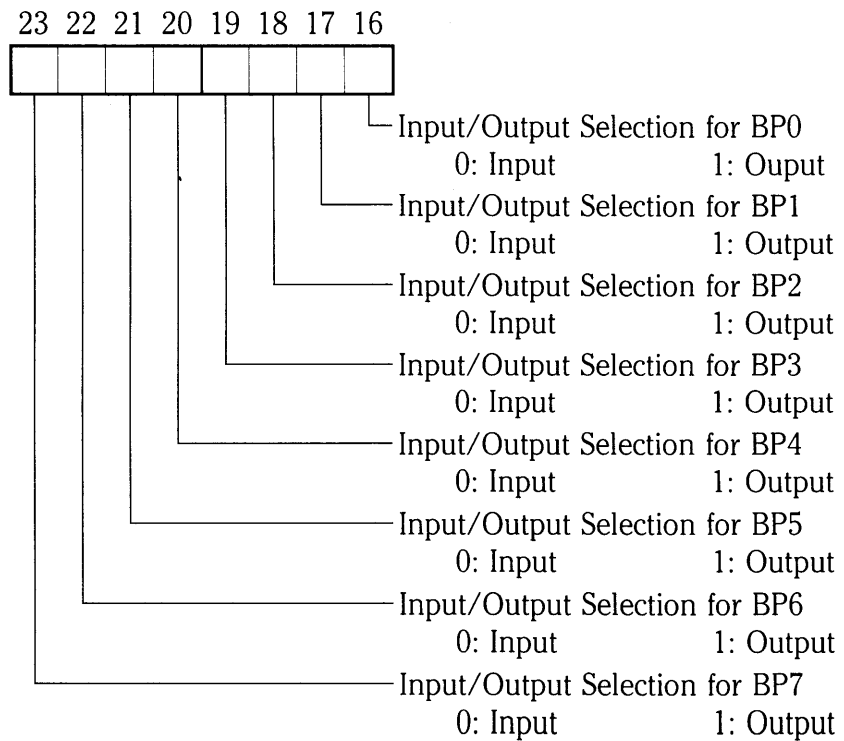 23 22 21 20 19 18 17 16
Input/Output Selection for BP0
0: Input 1: Ouput
Input/Output Selection for BP1
0: Input 1: Output
Input/Output Selection for BP2
0: Input 1: Output
Input/Output Selection for BP3
0: Input 1: Output
Input/Output Selection for BP4
0: Input 1: Output
Input/Output Selection for BP5
0: Input 1: Output
Input/Output Selection for BP6
0: Input 1: Output
Input/Output Selection for BP7
0: Input 1: Output